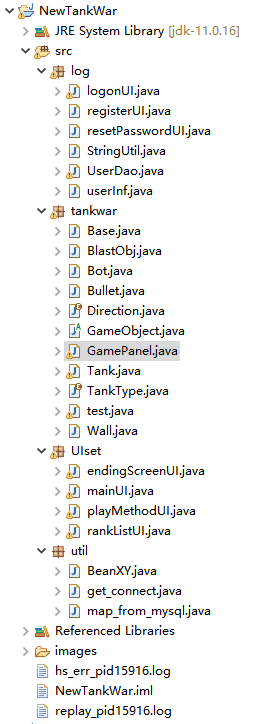 NewTankWar
JRE System Library [jdk-11.0.16]
src
log
logonUI.java
registerUI.java
resetPasswordUI.java
StringUtil.java
UserDao.java
userInf.java
tankwar
Base.java
BlastObj.java
Bot.java
Bullet.java
Direction.java
GameObject.java
GamePanel.java
Tank.java
TankType.java
test.java
Wall.java
UIset
endingScreenUI.java
mainUI.java
playMethodUI.java
rankListUI.java
util
BeanXY.java
get_connect.java
map_from_mysql.java
Referenced Libraries
images
hs_err_pid15916.log
NewTankWar.iml
replay_pid15916.log